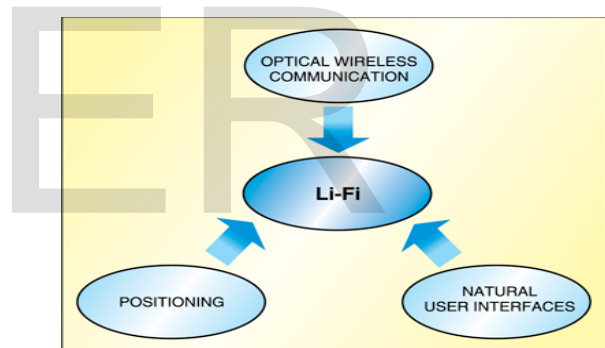 ER
OPTICAL WIRELESS
COMMUNICATION
Li-Fi
POSITIONING
NATURAL
USER INTERFACES